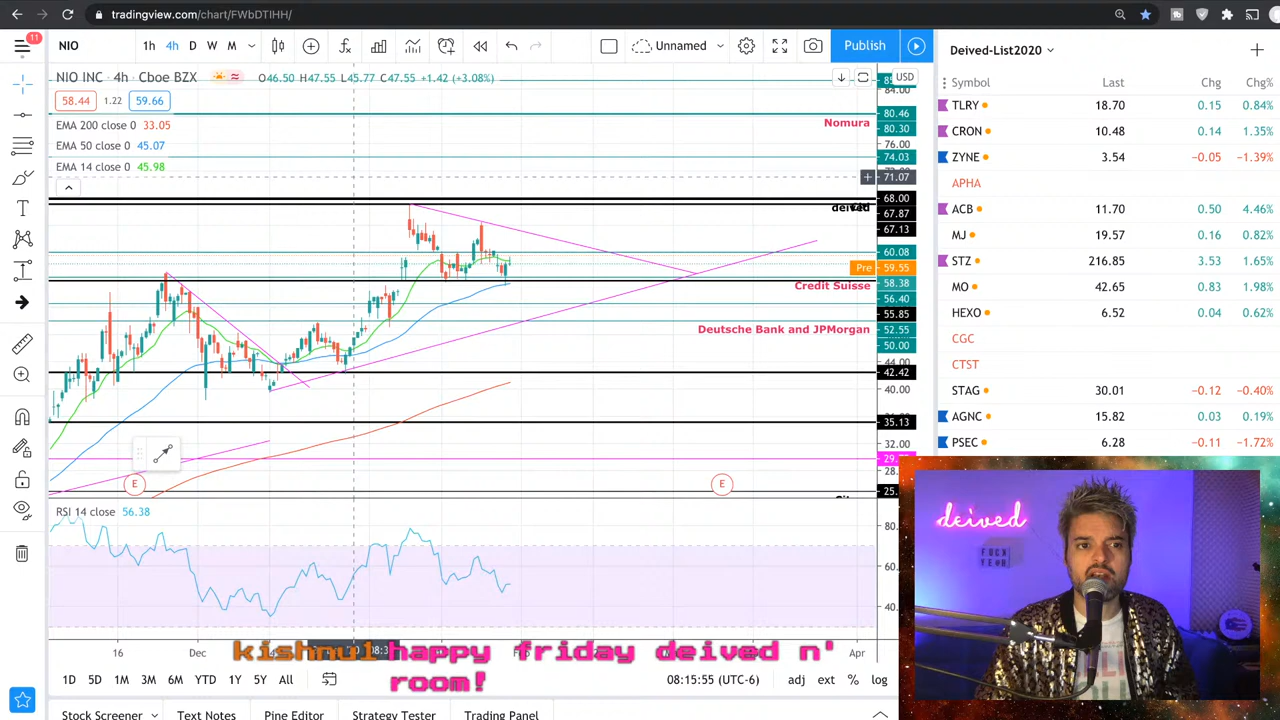 tradingview.com/chart/FWbDTIHH/
11
NIO
1h 4h D W M
Unnamed
Publish
NIO INC · 4h · Cboe BZX
O46.50 H47.55 L45.77 C47.55 +1.42 (+3.08%)
58.44 1.22 59.66
EMA 200 close 0 33.05
EMA 50 close 0 45.07
EMA 14 close 0 45.98
USD
84.00
80.46
Nomura
80.30
76.00
74.03
71.07
68.00
deived
67.87
67.13
60.08
Pre 59.55
58.38
Credit Suisse
56.40
55.85
Deutsche Bank and JPMorgan
52.55
50.00
44.00
42.42
40.00
35.13
32.00
E
E
RSI 14 close 56.38
80.
60.
40.
16 Dec Feb Apr
kishnul happy friday deived n'
room!
1D 5D 1M 3M 6M YTD 1Y 5Y All
08:15:55 (UTC-6)
adj ext % log
Stock Screener Text Notes Pine Editor Strategy Tester Trading Panel
Deived-List2020
Symbol Last Chg Chg%
TLRY 18.70 0.15 0.84%
CRON 10.48 0.14 1.35%
ZYNE 3.54 −0.05 −1.39%
APHA
ACB 11.70 0.50 4.46%
MJ 19.57 0.16 0.82%
STZ 216.85 3.53 1.65%
MO 42.65 0.83 1.98%
HEXO 6.52 0.04 0.62%
CGC
CTST
STAG 30.01 −0.12 −0.40%
AGNC 15.82 0.03 0.19%
PSEC 6.28 −0.11 −1.72%
deived
FUCK
YEAR